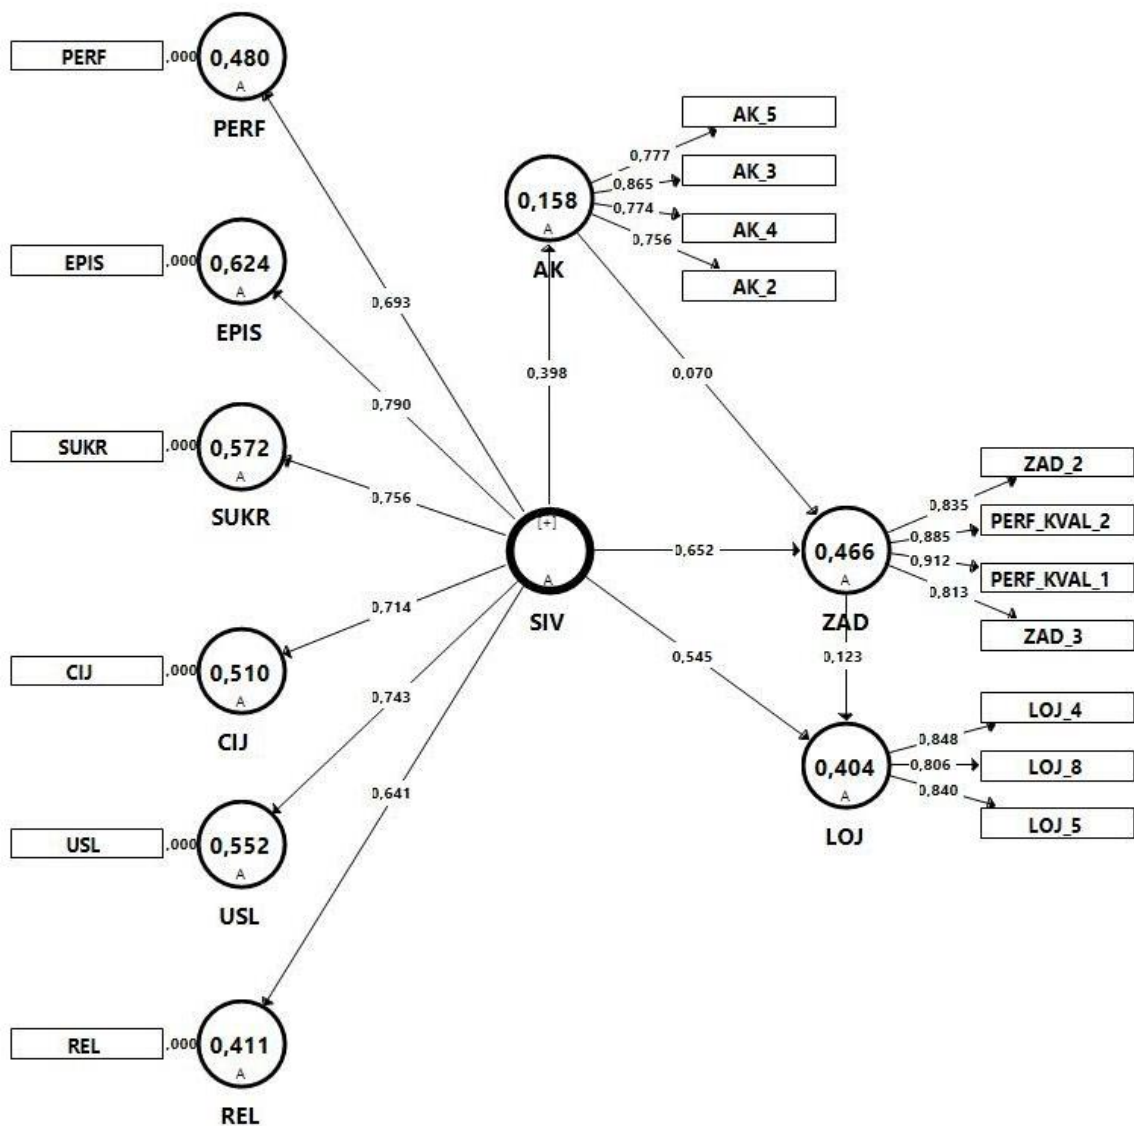 PERF
,000
0,480
A
PERF
EPIS
,000
0,624
A
EPIS
SUKR
,000
0,572
A
SUKR
CIJ
,000
0,510
A
CIJ
USL
,000
0,552
A
USL
REL
,000
0,411
A
REL
0,693
0,790
0,756
0,714
0,743
0,641
0,158
A
AK
0,777
0,865
0,774
0,756
AK_5
AK_3
AK_4
AK_2
0,398
0,070
[+]
A
SIV
0,652
0,545
0,466
A
ZAD
0,835
0,885
0,912
0,813
ZAD_2
PERF_KVAL_2
PERF_KVAL_1
ZAD_3
0,123
0,404
A
LOJ
0,848
0,806
0,840
LOJ_4
LOJ_8
LOJ_5